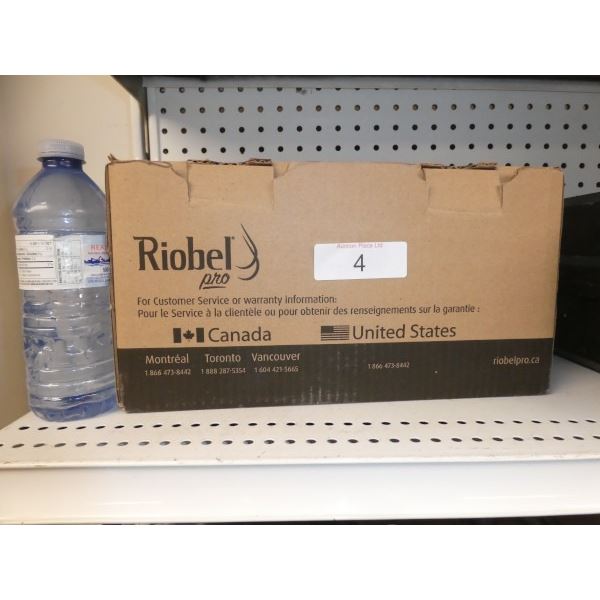 Riobel
pro
Auction Place Ltd
4
For Customer Service or warranty information:
Pour le Service à la clientèle ou pour obtenir des renseignements sur la garantie :
Canada
United States
Montréal Toronto Vancouver
1 866 473-8442 1 888 287-5354 1 604 421-5665 1 866 473-8442
riobelpro.ca